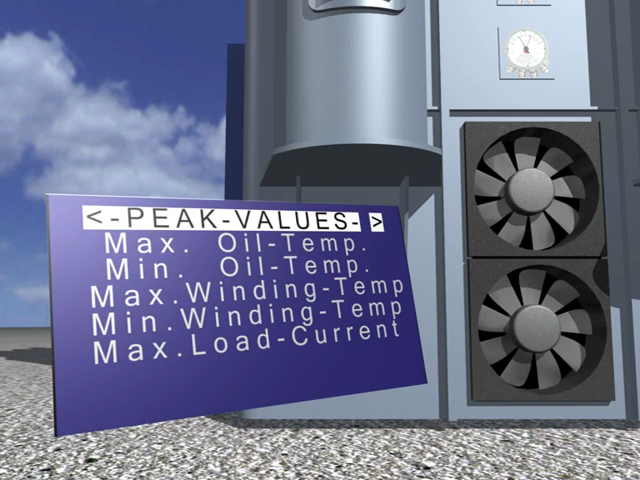 <-PEAK-VALUES- >
Max. Oil-Temp.
Min. Oil-Temp.
Max.Winding-Temp
Min.Winding-Temp
Max.Load-Current